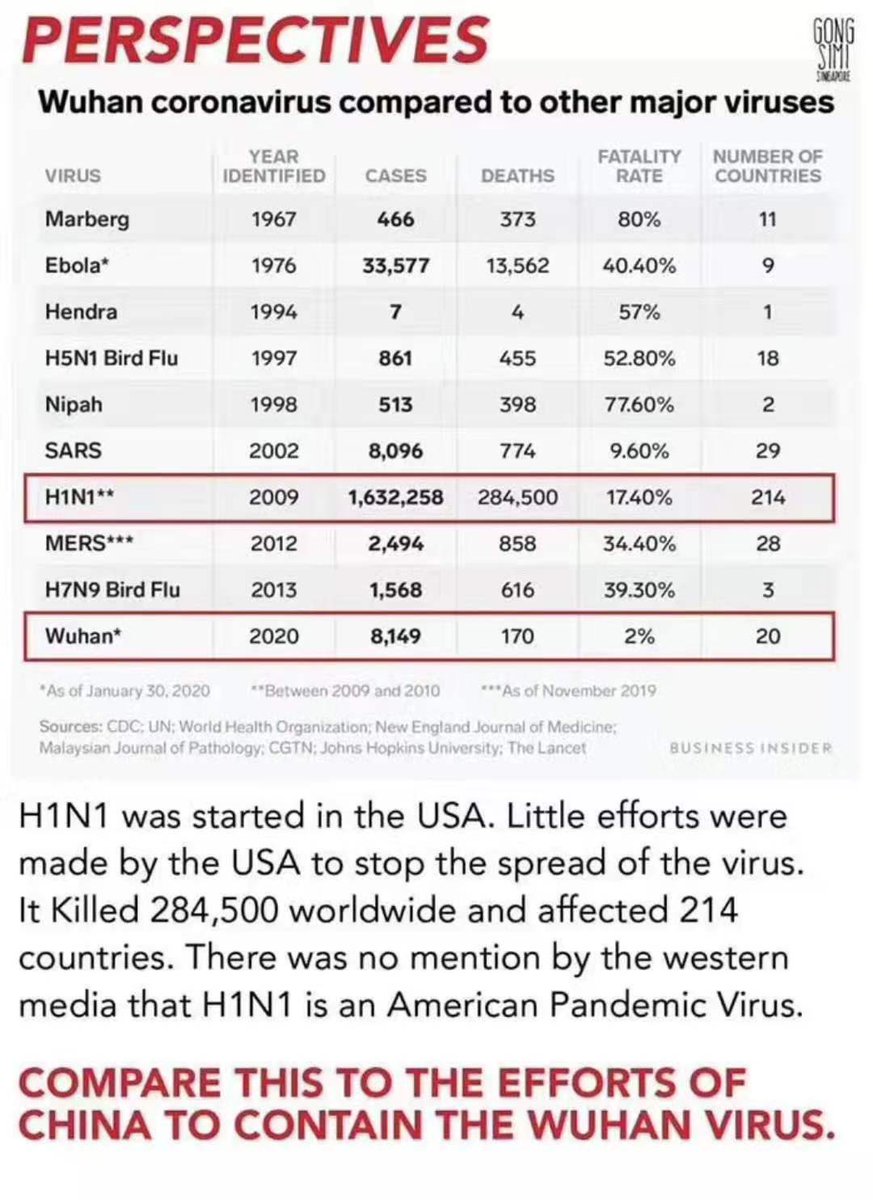 PERSPECTIVES
GONG
SIMI
SINGAPORE
Wuhan coronavirus compared to other major viruses
VIRUS YEAR IDENTIFIED CASES DEATHS FATALITY RATE NUMBER OF COUNTRIES
Marberg 1967 466 373 80% 11
Ebola* 1976 33,577 13,562 40.40% 9
Hendra 1994 7 4 57% 1
H5N1 Bird Flu 1997 861 455 52.80% 18
Nipah 1998 513 398 77.60% 2
SARS 2002 8,096 774 9.60% 29
H1N1** 2009 1,632,258 284,500 17.40% 214
MERS*** 2012 2,494 858 34.40% 28
H7N9 Bird Flu 2013 1,568 616 39.30% 3
Wuhan* 2020 8,149 170 2% 20
*As of January 30, 2020 **Between 2009 and 2010 ***As of November 2019
Sources: CDC; UN; World Health Organization; New England Journal of Medicine;
Malaysian Journal of Pathology; CGTN; Johns Hopkins University; The Lancet
BUSINESS INSIDER
H1N1 was started in the USA. Little efforts were
made by the USA to stop the spread of the virus.
It Killed 284,500 worldwide and affected 214
countries. There was no mention by the western
media that H1N1 is an American Pandemic Virus.
COMPARE THIS TO THE EFFORTS OF
CHINA TO CONTAIN THE WUHAN VIRUS.